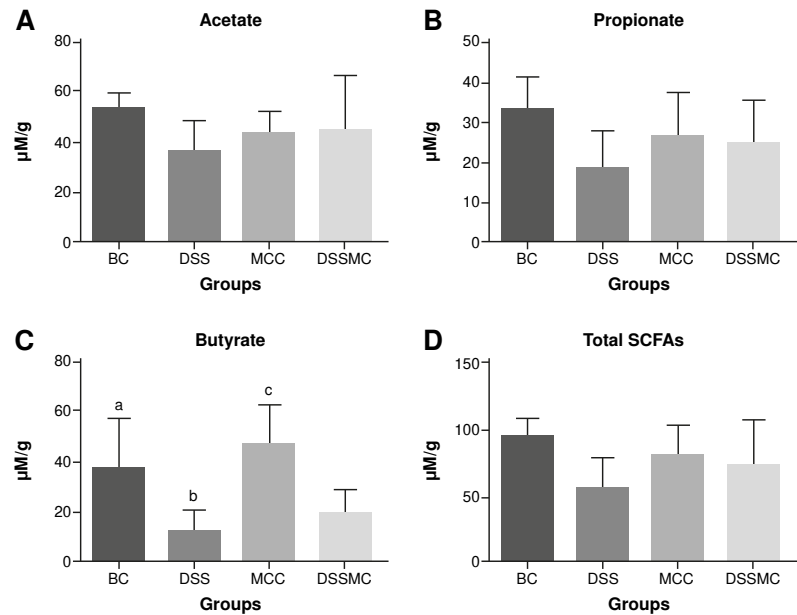 A
Acetate
80
60
40
20
0
µM/g
BC DSS MCC DSSMC
Groups
B
Propionate
50
40
30
20
10
0
µM/g
BC DSS MCC DSSMC
Groups
C
Butyrate
80
60
40
20
0
µM/g
a
b
c
BC DSS MCC DSSMC
Groups
D
Total SCFAs
150
100
50
0
µM/g
BC DSS MCC DSSMC
Groups